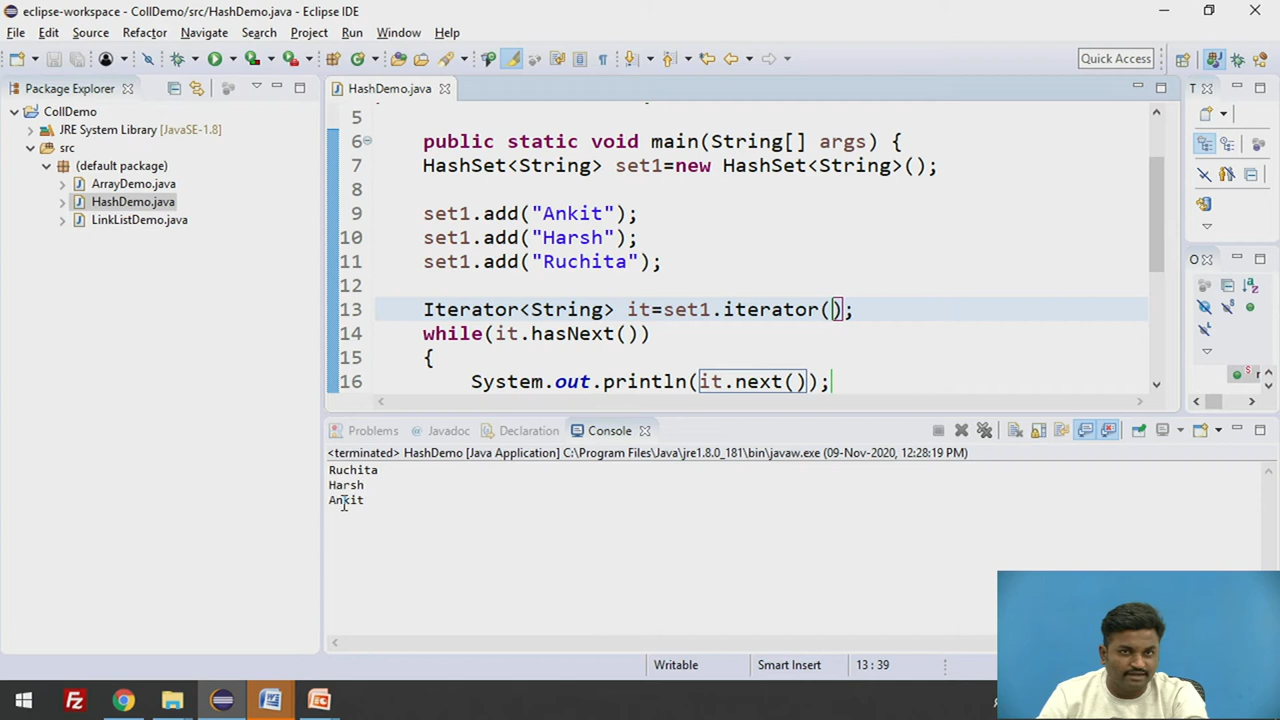 eclipse-workspace - CollDemo/src/HashDemo.java - Eclipse IDE
File Edit Source Refactor Navigate Search Project Run Window Help
Quick Access
Package Explorer
HashDemo.java
T
CollDemo
JRE System Library [JavaSE-1.8]
src
(default package)
ArrayDemo.java
HashDemo.java
LinkListDemo.java
5
6 public static void main(String[] args) {
7 HashSet<String> set1=new HashSet<String>();
8
9 set1.add("Ankit");
10 set1.add("Harsh");
11 set1.add("Ruchita");
12
13 Iterator<String> it=set1.iterator();
14 while(it.hasNext())
15 {
16 System.out.println(it.next());
O
Problems Javadoc Declaration Console
<terminated> HashDemo [Java Application] C:\Program Files\Java\jre1.8.0_181\bin\javaw.exe (09-Nov-2020, 12:28:19 PM)
Ruchita
Harsh
Ankit
Writable Smart Insert 13 : 39